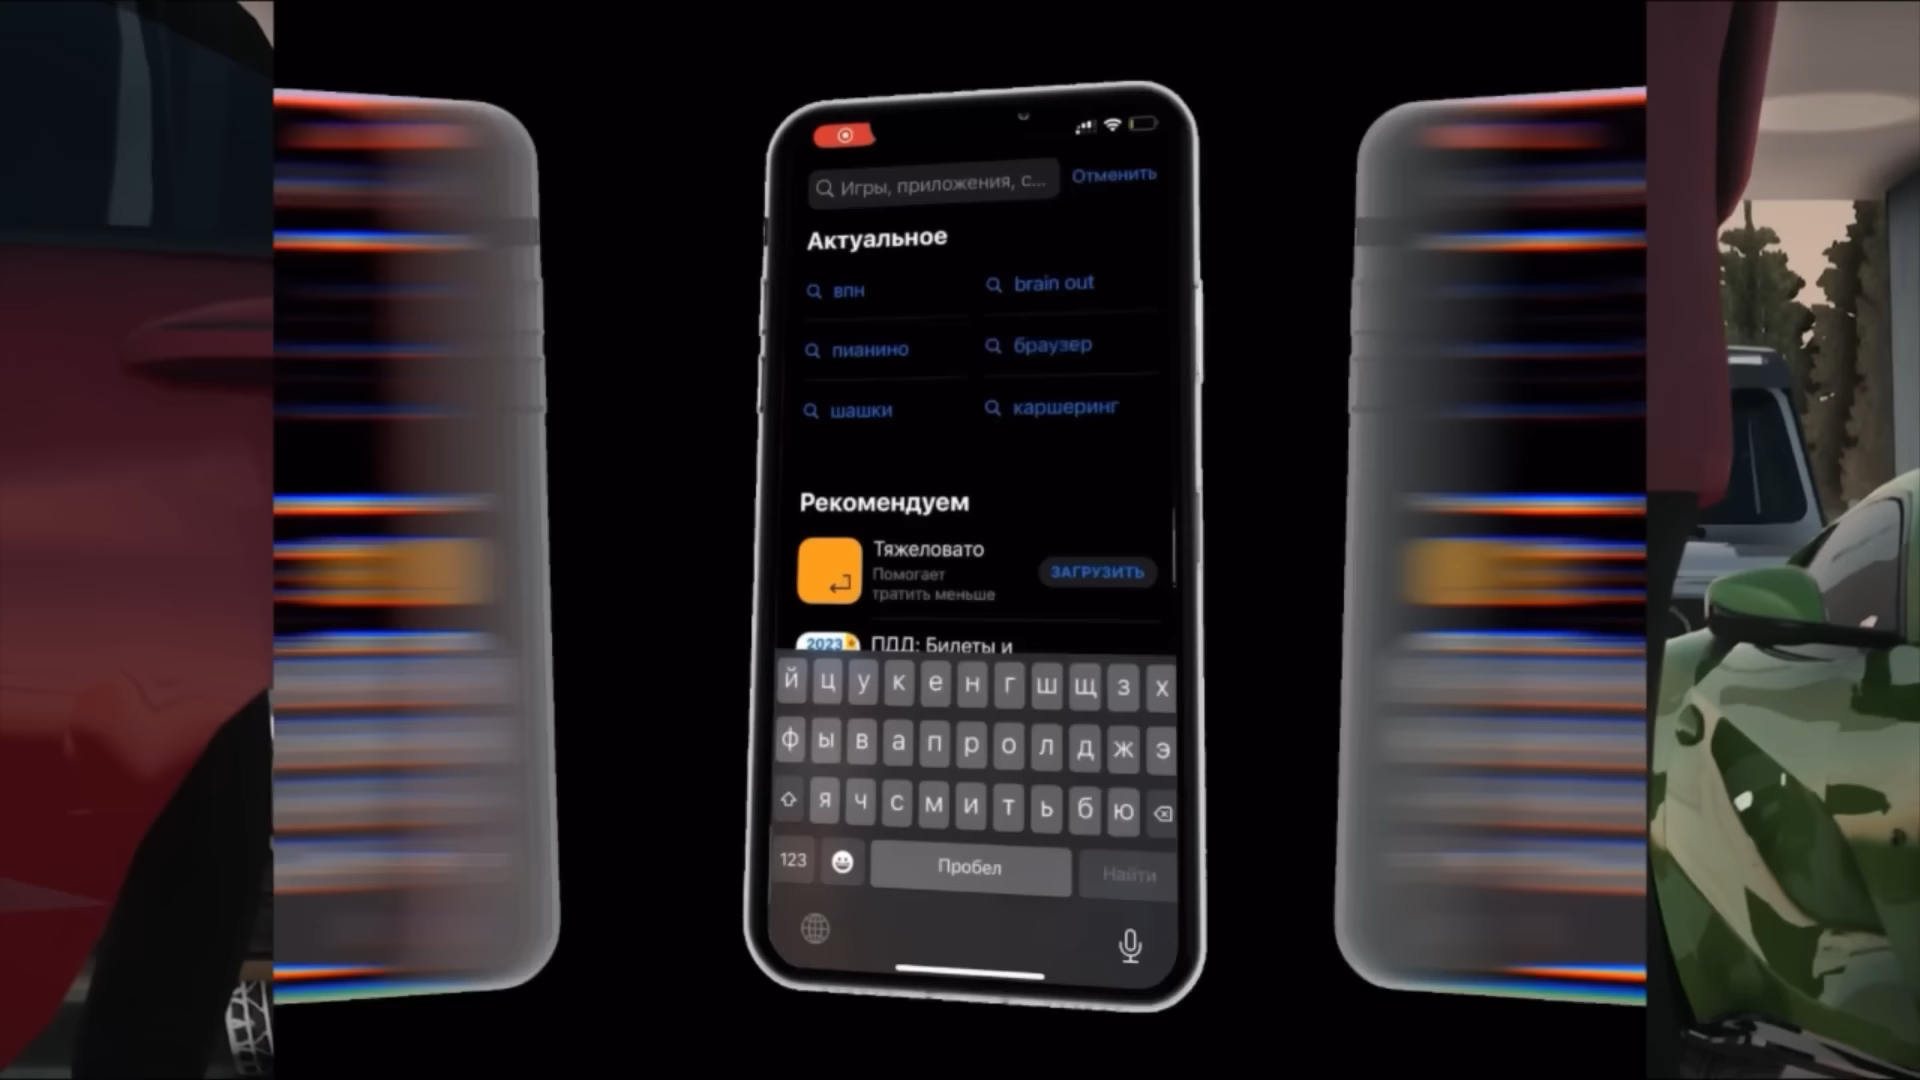 Игры, приложения, с...
Отменить
Актуальное
впн
brain out
пианино
браузер
шашки
каршеринг
Рекомендуем
Тяжеловато
Помогает
тратить меньше
ЗАГРУЗИТЬ
2023
ПДД: Билеты и
й ц у к е н г ш щ з х
ф ы в а п р о л д ж э
я ч с м и т ь б ю
123
Пробел
Найти